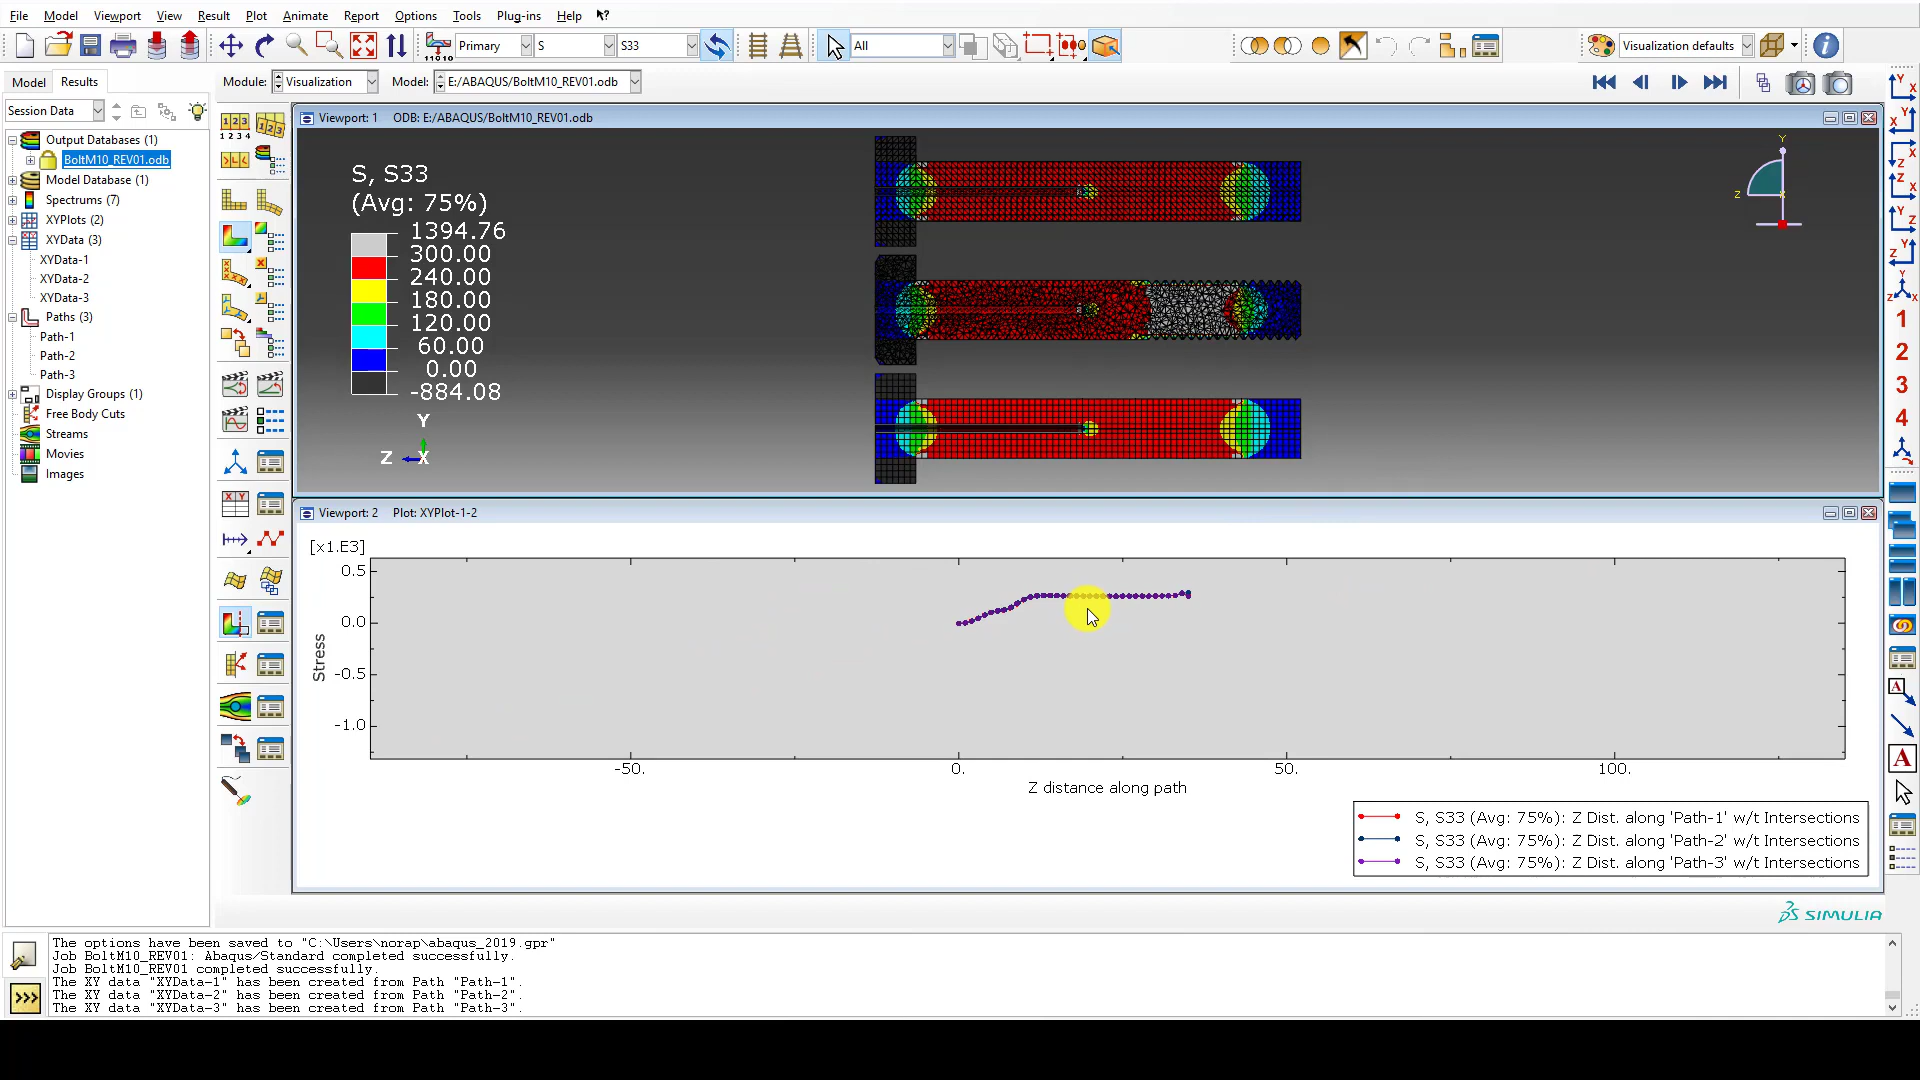 File Model Viewport View Result Plot Animate Report Options Tools Plug-ins Help
Primary S S33 All Visualization defaults
Model Results Module: Visualization Model: E:/ABAQUS/BoltM10_REV01.odb
Session Data
Output Databases (1)
BoltM10_REV01.odb
Model Database (1)
Spectrums (7)
XYPlots (2)
XYData (3)
XYData-1
XYData-2
XYData-3
Paths (3)
Path-1
Path-2
Path-3
Display Groups (1)
Free Body Cuts
Streams
Movies
Images
Viewport: 1 ODB: E:/ABAQUS/BoltM10_REV01.odb
S, S33
(Avg: 75%)
1394.76
300.00
240.00
180.00
120.00
60.00
0.00
-884.08
Y
Z X
Y
Z
1
2
3
4
Viewport: 2 Plot: XYPlot-1-2
[x1.E3]
0.5
0.0
-0.5
-1.0
Stress
-50. 0. 50. 100.
Z distance along path
S, S33 (Avg: 75%): Z Dist. along 'Path-1' w/t Intersections
S, S33 (Avg: 75%): Z Dist. along 'Path-2' w/t Intersections
S, S33 (Avg: 75%): Z Dist. along 'Path-3' w/t Intersections
SIMULIA
The options have been saved to "C:\Users\norap\abaqus_2019.gpr"
Job BoltM10_REV01: Abaqus/Standard completed successfully.
Job BoltM10_REV01 completed successfully.
The XY data "XYData-1" has been created from Path "Path-1".
The XY data "XYData-2" has been created from Path "Path-2".
The XY data "XYData-3" has been created from Path "Path-3".